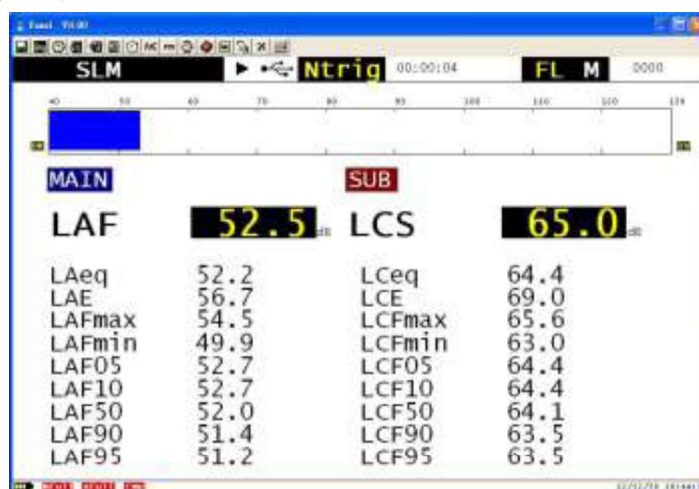 Panel
SLM Ntrig 00:00:04 FL M 0000
40 50 60 70 80 90 100 110 120 130
MAIN SUB
LAF 52.5 dB LCS 65.0 dB
LAeq 52.2 LCeq 64.4
LAE 56.7 LCE 69.0
LAFmax 54.5 LCFmax 65.6
LAFmin 49.9 LCFmin 63.0
LAF05 52.7 LCF05 64.4
LAF10 52.7 LCF10 64.4
LAF50 52.0 LCF50 64.1
LAF90 51.4 LCF90 63.5
LAF95 51.2 LCF95 63.5